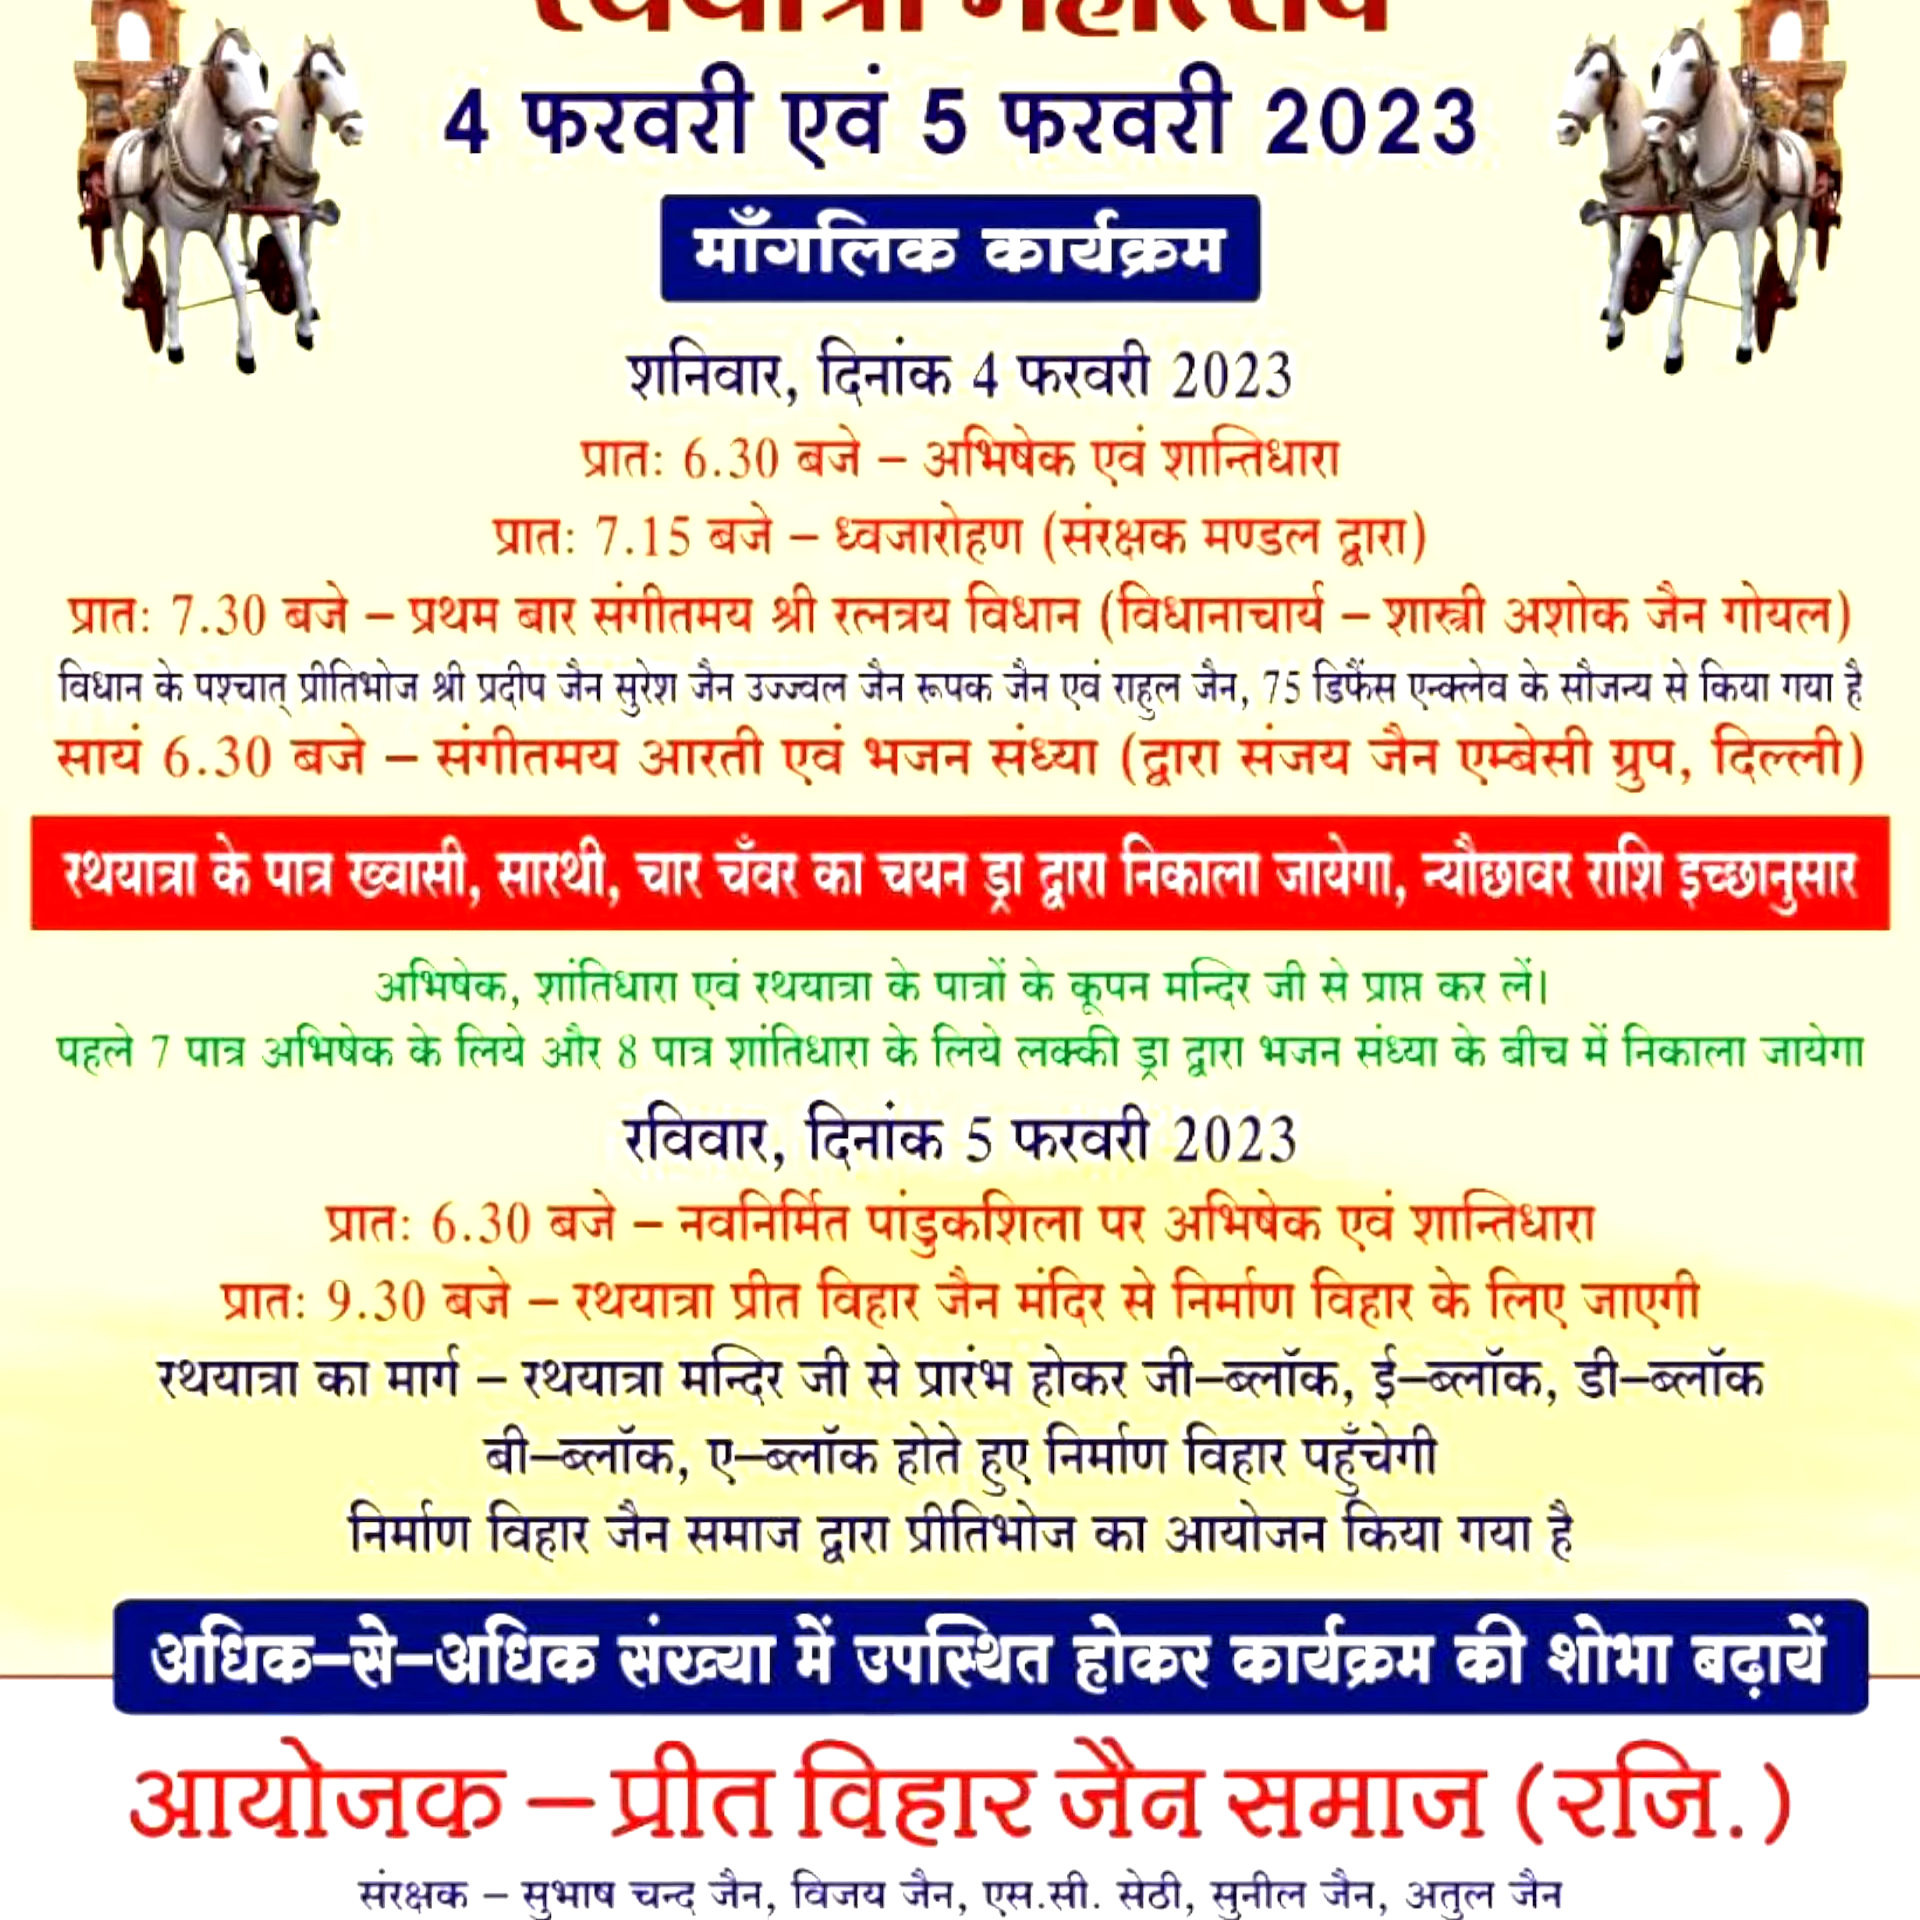 रथयात्रा महोत्सव
4 फरवरी एवं 5 फरवरी 2023
माँगलिक कार्यक्रम
शनिवार, दिनांक 4 फरवरी 2023
प्रातः 6.30 बजे – अभिषेक एवं शान्तिधारा
प्रातः 7.15 बजे – ध्वजारोहण (संरक्षक मण्डल द्वारा)
प्रातः 7.30 बजे – प्रथम बार संगीतमय श्री रत्नत्रय विधान (विधानाचार्य – शास्त्री अशोक जैन गोयल)
विधान के पश्चात् प्रीतिभोज श्री प्रदीप जैन सुरेश जैन उज्ज्वल जैन रूपक जैन एवं राहुल जैन, 75 डिफैंस एन्क्लेव के सौजन्य से किया गया है
सायं 6.30 बजे – संगीतमय आरती एवं भजन संध्या (द्वारा संजय जैन एम्बेसी ग्रुप, दिल्ली)
रथयात्रा के पात्र ख्वासी, सारथी, चार चँवर का चयन ड्रा द्वारा निकाला जायेगा, न्यौछावर राशि इच्छानुसार
अभिषेक, शांतिधारा एवं रथयात्रा के पात्रों के कूपन मन्दिर जी से प्राप्त कर लें।
पहले 7 पात्र अभिषेक के लिये और 8 पात्र शांतिधारा के लिये लक्की ड्रा द्वारा भजन संध्या के बीच में निकाला जायेगा
रविवार, दिनांक 5 फरवरी 2023
प्रातः 6.30 बजे – नवनिर्मित पांडुकशिला पर अभिषेक एवं शान्तिधारा
प्रातः 9.30 बजे – रथयात्रा प्रीत विहार जैन मंदिर से निर्माण विहार के लिए जाएगी
रथयात्रा का मार्ग – रथयात्रा मन्दिर जी से प्रारंभ होकर जी–ब्लॉक, ई–ब्लॉक, डी–ब्लॉक
बी–ब्लॉक, ए–ब्लॉक होते हुए निर्माण विहार पहुँचेगी
निर्माण विहार जैन समाज द्वारा प्रीतिभोज का आयोजन किया गया है
अधिक–से–अधिक संख्या में उपस्थित होकर कार्यक्रम की शोभा बढ़ायें
आयोजक – प्रीत विहार जैन समाज (रजि.)
संरक्षक – सुभाष चन्द जैन, विजय जैन, एस.सी. सेठी, सुनील जैन, अतुल जैन